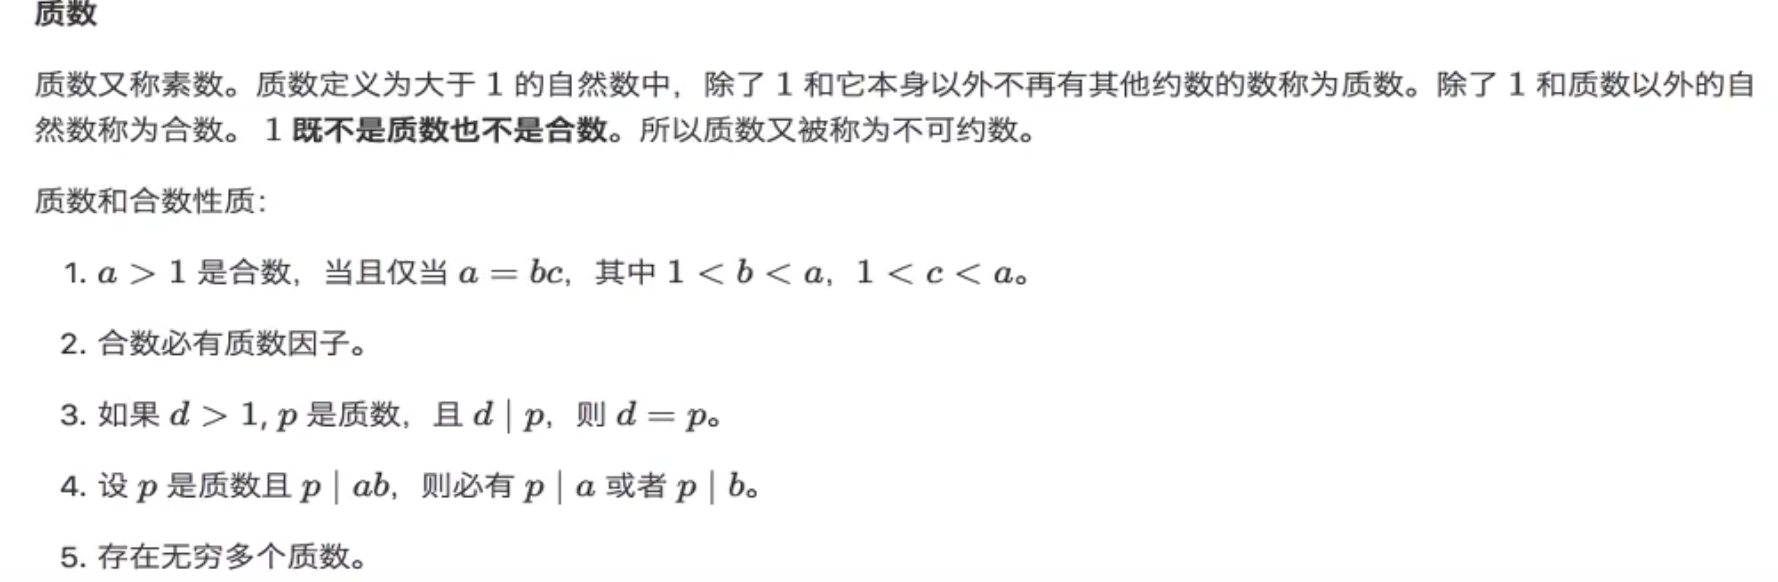 质数
质数又称素数。质数定义为大于 1 的自然数中，除了 1 和它本身以外不再有其他约数的数称为质数。除了 1 和质数以外的自
然数称为合数。 1 既不是质数也不是合数。所以质数又被称为不可约数。
质数和合数性质：
1. a > 1 是合数，当且仅当 a = bc，其中 1 < b < a，1 < c < a。
2. 合数必有质数因子。
3. 如果 d > 1, p 是质数，且 d | p，则 d = p。
4. 设 p 是质数且 p | ab，则必有 p | a 或者 p | b。
5. 存在无穷多个质数。